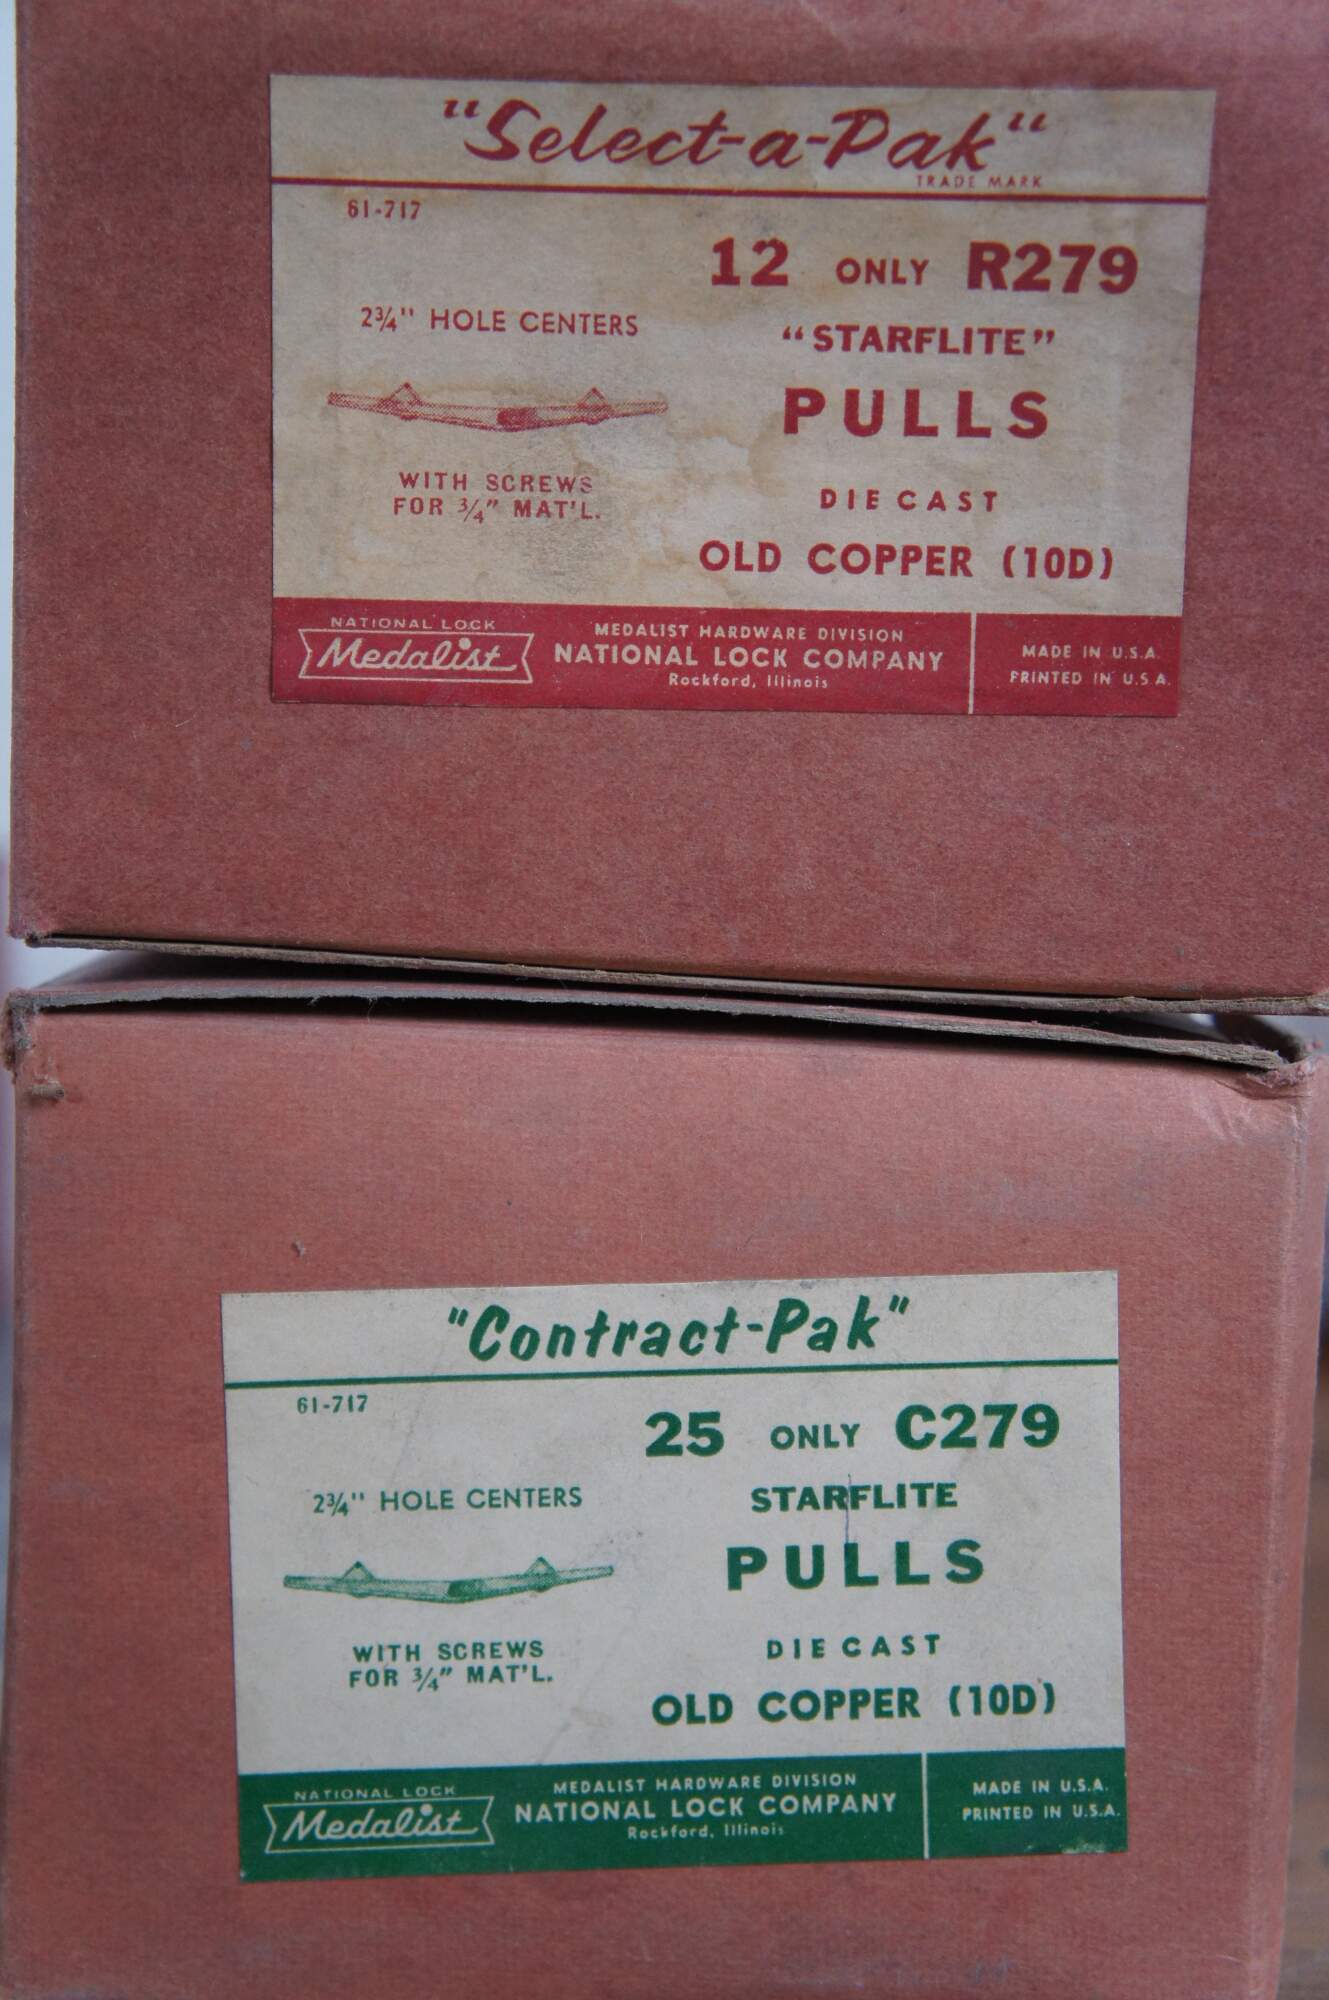 "Select-a-Pak"
TRADE MARK
61-717
12 ONLY R279
2¾" HOLE CENTERS
"STARFLITE"
PULLS
WITH SCREWS
FOR ¾" MAT'L.
DIE CAST
OLD COPPER (10D)
NATIONAL LOCK
Medalist
MEDALIST HARDWARE DIVISION
NATIONAL LOCK COMPANY
Rockford, Illinois
MADE IN U.S.A.
PRINTED IN U.S.A.
"Contract-Pak"
61-717
25 ONLY C279
2¾" HOLE CENTERS
STARFLITE
PULLS
WITH SCREWS
FOR ¾" MAT'L.
DIE CAST
OLD COPPER (10D)
NATIONAL LOCK
Medalist
MEDALIST HARDWARE DIVISION
NATIONAL LOCK COMPANY
Rockford, Illinois
MADE IN U.S.A.
PRINTED IN U.S.A.